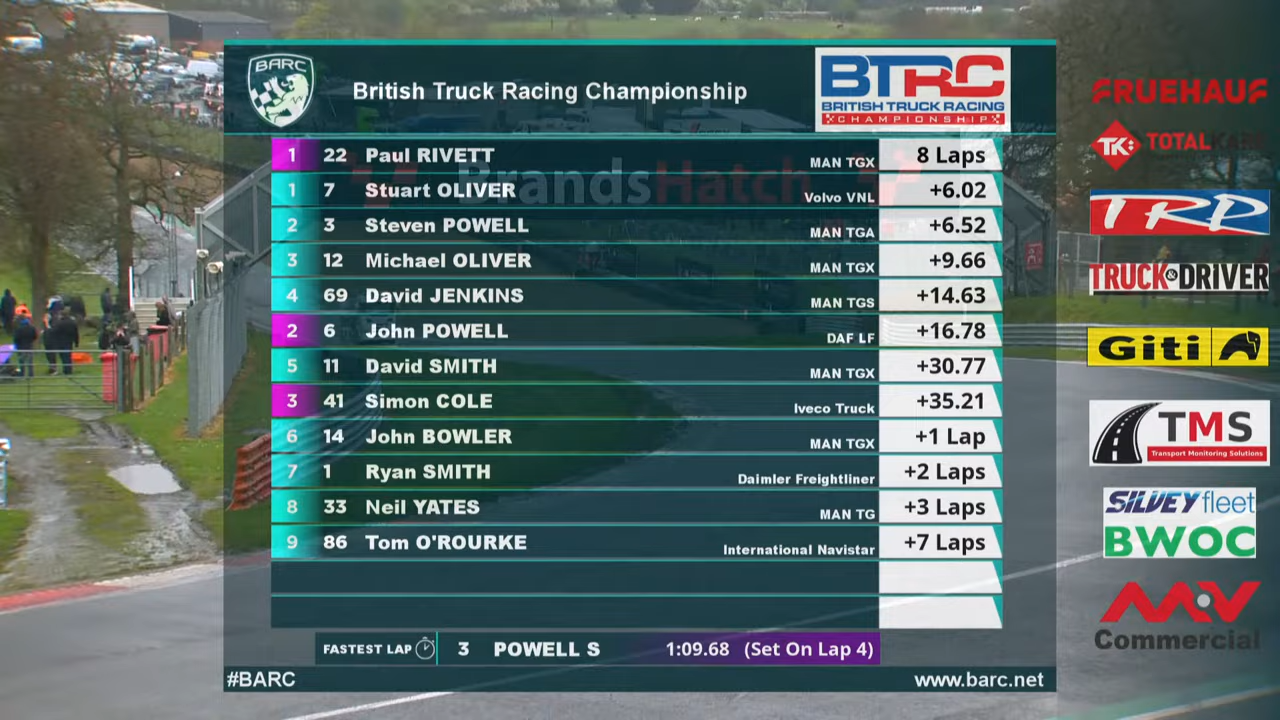 BARC
British Truck Racing Championship
BTRC
BRITISH TRUCK RACING
CHAMPIONSHIP
BrandsHatch
1 22 Paul RIVETT MAN TGX 8 Laps
1 7 Stuart OLIVER Volvo VNL +6.02
2 3 Steven POWELL MAN TGA +6.52
3 12 Michael OLIVER MAN TGX +9.66
4 69 David JENKINS MAN TGS +14.63
2 6 John POWELL DAF LF +16.78
5 11 David SMITH MAN TGX +30.77
3 41 Simon COLE Iveco Truck +35.21
6 14 John BOWLER MAN TGX +1 Lap
7 1 Ryan SMITH Daimler Freightliner +2 Laps
8 33 Neil YATES MAN TG +3 Laps
9 86 Tom O'ROURKE International Navistar +7 Laps
FASTEST LAP 3 POWELL S 1:09.68 (Set On Lap 4)
#BARC www.barc.net
FRUEHAUF
TK: TOTALKARE
TRP
TRUCK & DRIVER
Giti
TMS
Transport Monitoring Solutions
SILVEY fleet
BWOC
MV
Commercial